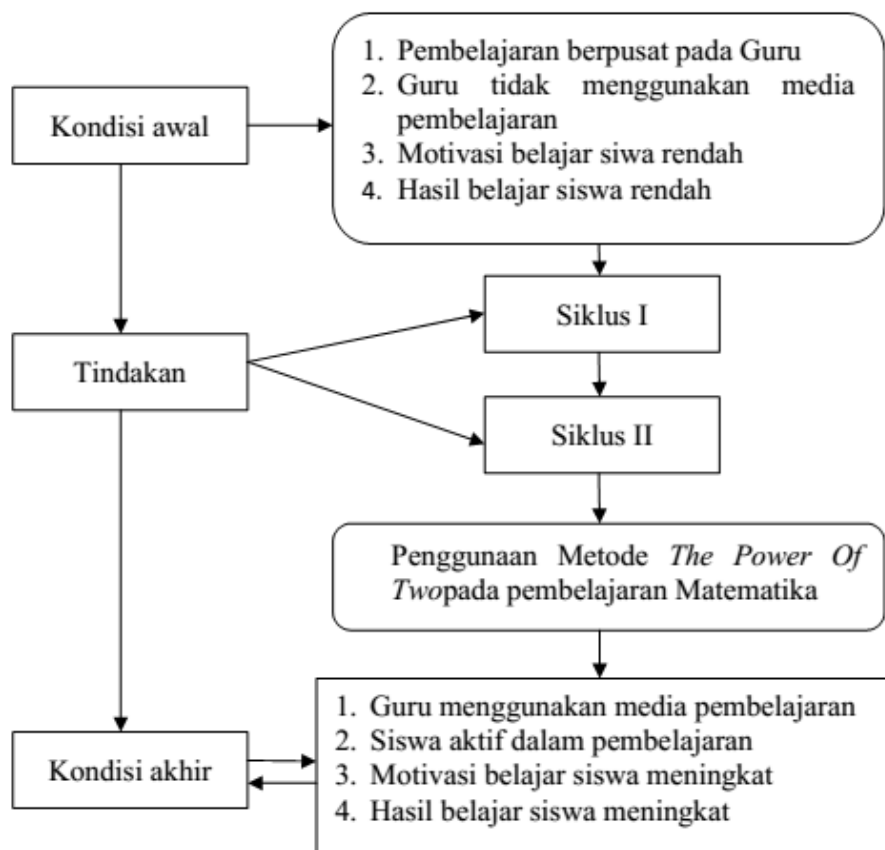 1. Pembelajaran berpusat pada Guru
2. Guru tidak menggunakan media
pembelajaran
3. Motivasi belajar siwa rendah
4. Hasil belajar siswa rendah
Kondisi awal
Siklus I
Tindakan
Siklus II
Penggunaan Metode The Power Of
Twopada pembelajaran Matematika
1. Guru menggunakan media pembelajaran
2. Siswa aktif dalam pembelajaran
3. Motivasi belajar siswa meningkat
4. Hasil belajar siswa meningkat
Kondisi akhir